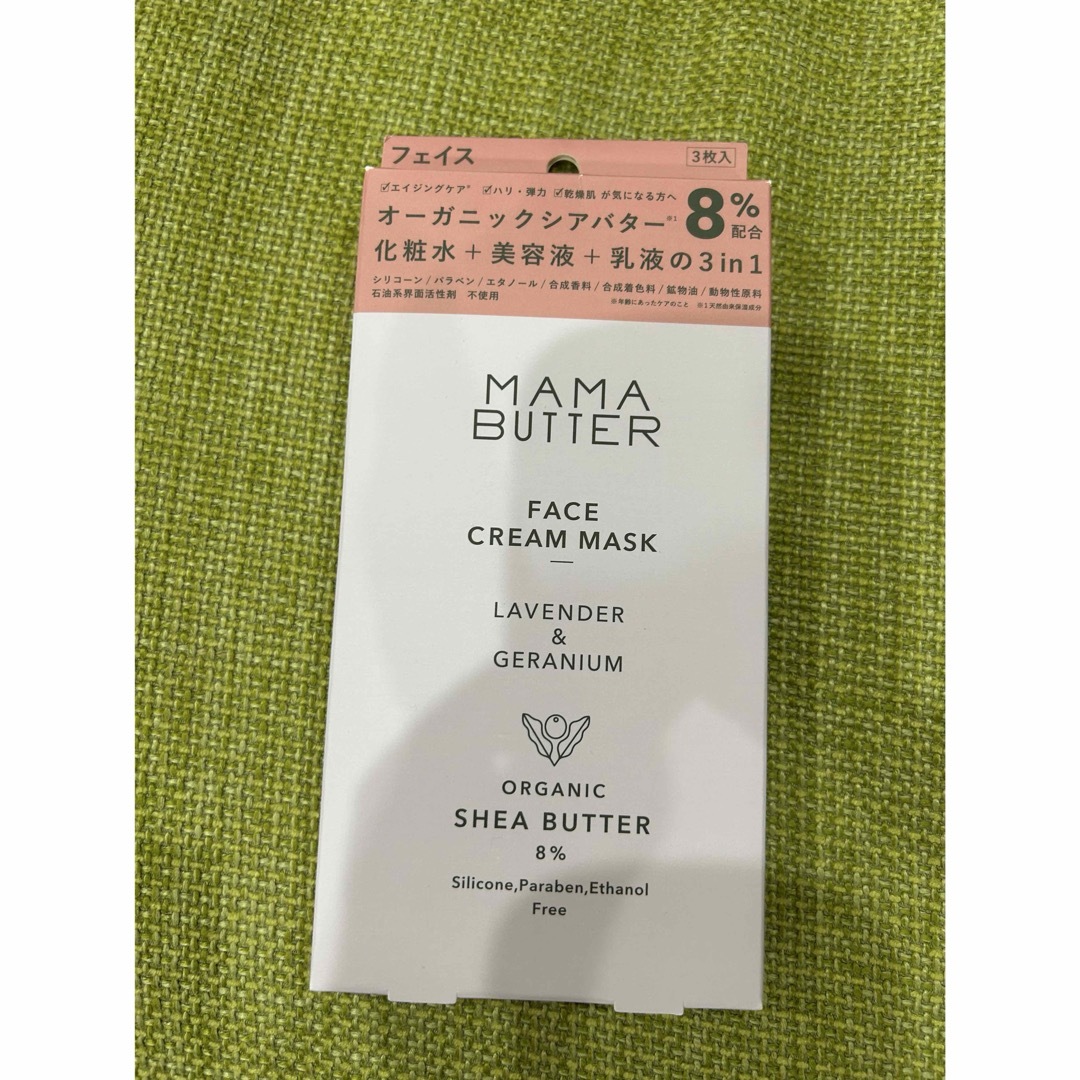 フェイス
3枚入
☑エイジングケア* ☑ハリ・弾力 ☑乾燥肌 が気になる方へ
オーガニックシアバター※1 8%配合
化粧水+美容液+乳液の3in1
シリコーン/パラベン/エタノール/合成香料/合成着色料/鉱物油/動物性原料
石油系界面活性剤 不使用 ※年齢にあったケアのこと ※1天然由来保湿成分
MAMA
BUTTER
FACE
CREAM MASK
LAVENDER
&
GERANIUM
ORGANIC
SHEA BUTTER
8%
Silicone,Paraben,Ethanol
Free